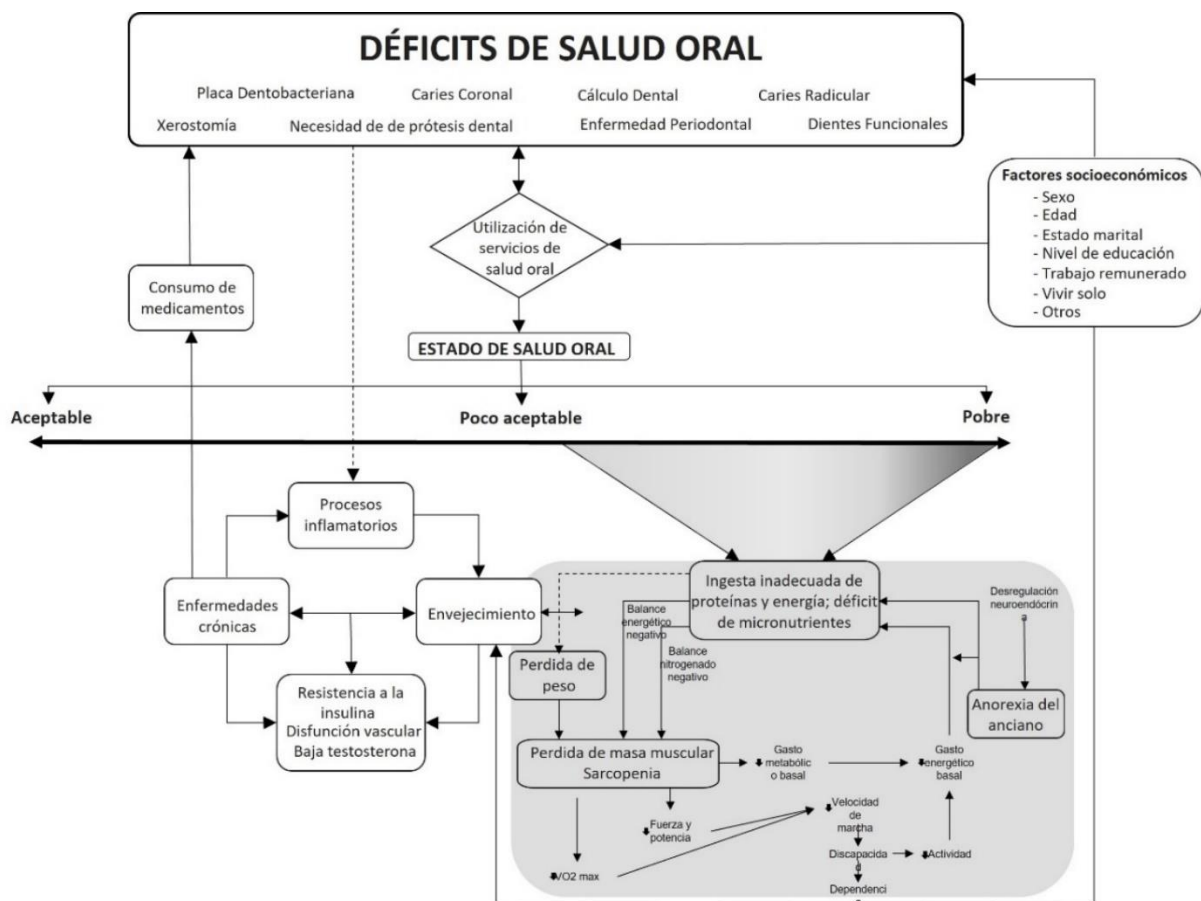 DÉFICITS DE SALUD ORAL
Placa Dentobacteriana Caries Coronal Cálculo Dental Caries Radicular
Xerostomía Necesidad de de prótesis dental Enfermedad Periodontal Dientes Funcionales
Factores socioeconómicos
- Sexo
- Edad
- Estado marital
- Nivel de educación
- Trabajo remunerado
- Vivir solo
- Otros
Utilización de
servicios de
salud oral
Consumo de
medicamentos
ESTADO DE SALUD ORAL
Aceptable Poco aceptable Pobre
Procesos
inflamatorios
Enfermedades
crónicas
Envejecimiento
Resistencia a la
insulina
Disfunción vascular
Baja testosterona
Ingesta inadecuada de
proteínas y energía; déficit
de micronutrientes
Desregulación
neuroendócrin
a
Balance
energético
negativo
Balance
nitrogenado
negativo
Perdida de
peso
Anorexia del
anciano
Perdida de masa muscular
Sarcopenia
Gasto
metabólic
o basal
Gasto
energético
basal
Fuerza y
potencia
Velocidad
de
marcha
VO2 max
Discapacida
d
Actividad
Dependenci